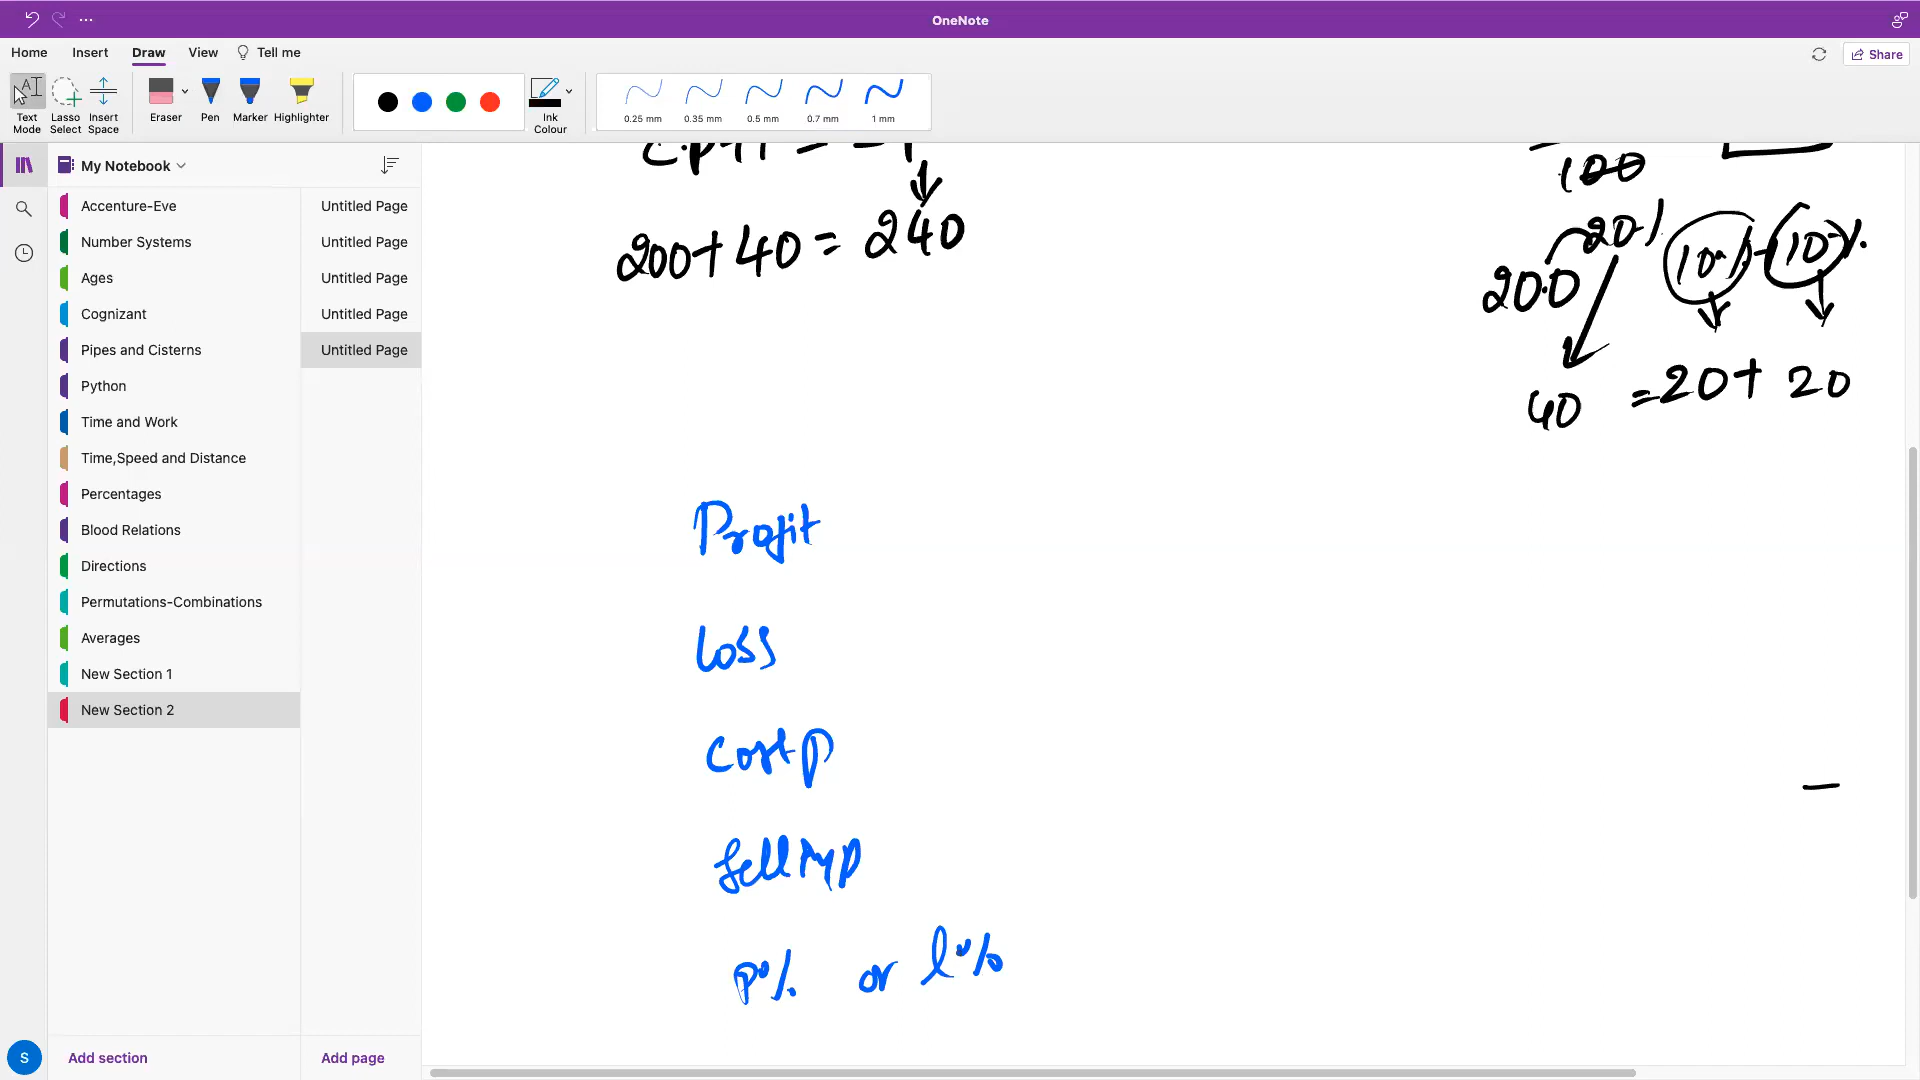 OneNote
Home Insert Draw View Tell me
Share
Text Mode
Lasso Select
Insert Space
Eraser
Pen
Marker
Highlighter
Ink Colour
0.25 mm 0.35 mm 0.5 mm 0.7 mm 1 mm
My Notebook
Accenture-Eve
Number Systems
Ages
Cognizant
Pipes and Cisterns
Python
Time and Work
Time,Speed and Distance
Percentages
Blood Relations
Directions
Permutations-Combinations
Averages
New Section 1
New Section 2
Add section
Untitled Page
Untitled Page
Untitled Page
Untitled Page
Untitled Page
Add page
S
200+40=240
100
20% 10%-10%
200
40 =20+20
Profit
Loss
Cost P
P% or l%